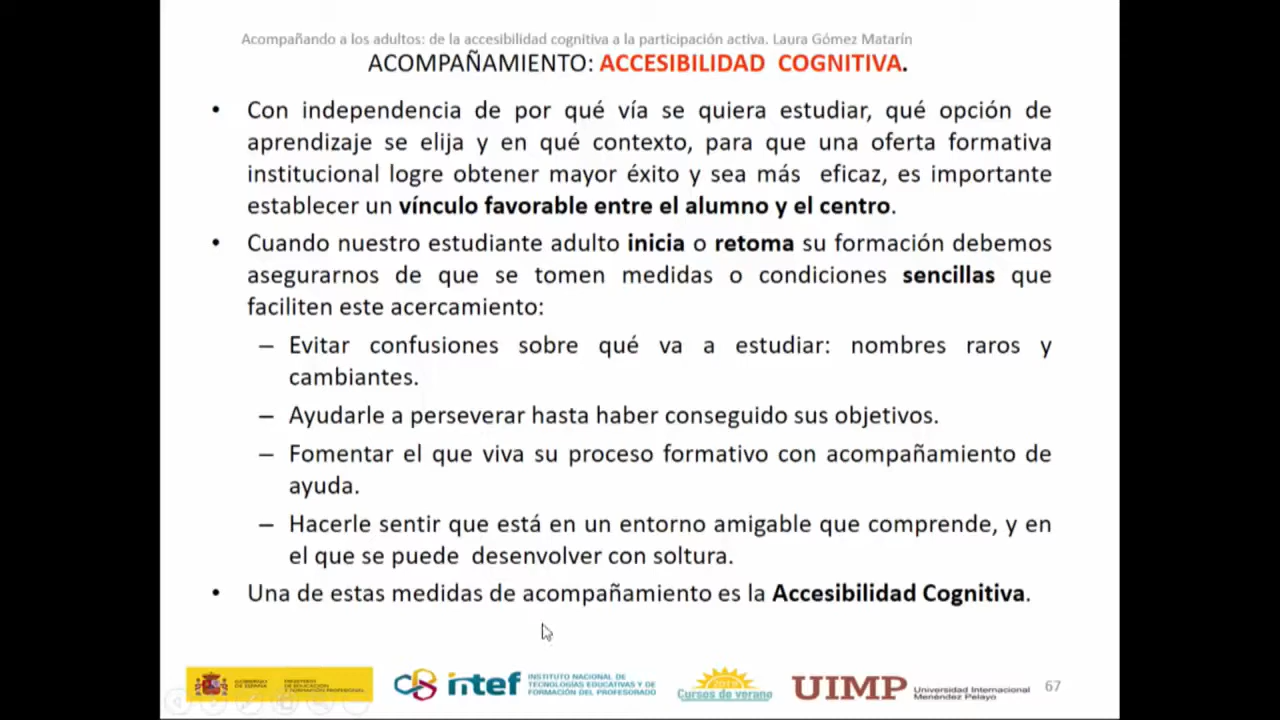 Acompañando a los adultos: de la accesibilidad cognitiva a la participación activa. Laura Gómez Matarín
ACOMPAÑAMIENTO: ACCESIBILIDAD COGNITIVA.
• Con independencia de por qué vía se quiera estudiar, qué opción de
aprendizaje se elija y en qué contexto, para que una oferta formativa
institucional logre obtener mayor éxito y sea más eficaz, es importante
establecer un vínculo favorable entre el alumno y el centro.
• Cuando nuestro estudiante adulto inicia o retoma su formación debemos
asegurarnos de que se tomen medidas o condiciones sencillas que
faciliten este acercamiento:
– Evitar confusiones sobre qué va a estudiar: nombres raros y
cambiantes.
– Ayudarle a perseverar hasta haber conseguido sus objetivos.
– Fomentar el que viva su proceso formativo con acompañamiento de
ayuda.
– Hacerle sentir que está en un entorno amigable que comprende, y en
el que se puede desenvolver con soltura.
• Una de estas medidas de acompañamiento es la Accesibilidad Cognitiva.
GOBIERNO
DE ESPAÑA
MINISTERIO
DE EDUCACIÓN
Y FORMACIÓN PROFESIONAL
intef
INSTITUTO NACIONAL DE
TECNOLOGÍAS EDUCATIVAS Y DE
FORMACIÓN DEL PROFESORADO
Cursos de verano
UIMP
Universidad Internacional
Menéndez Pelayo
67